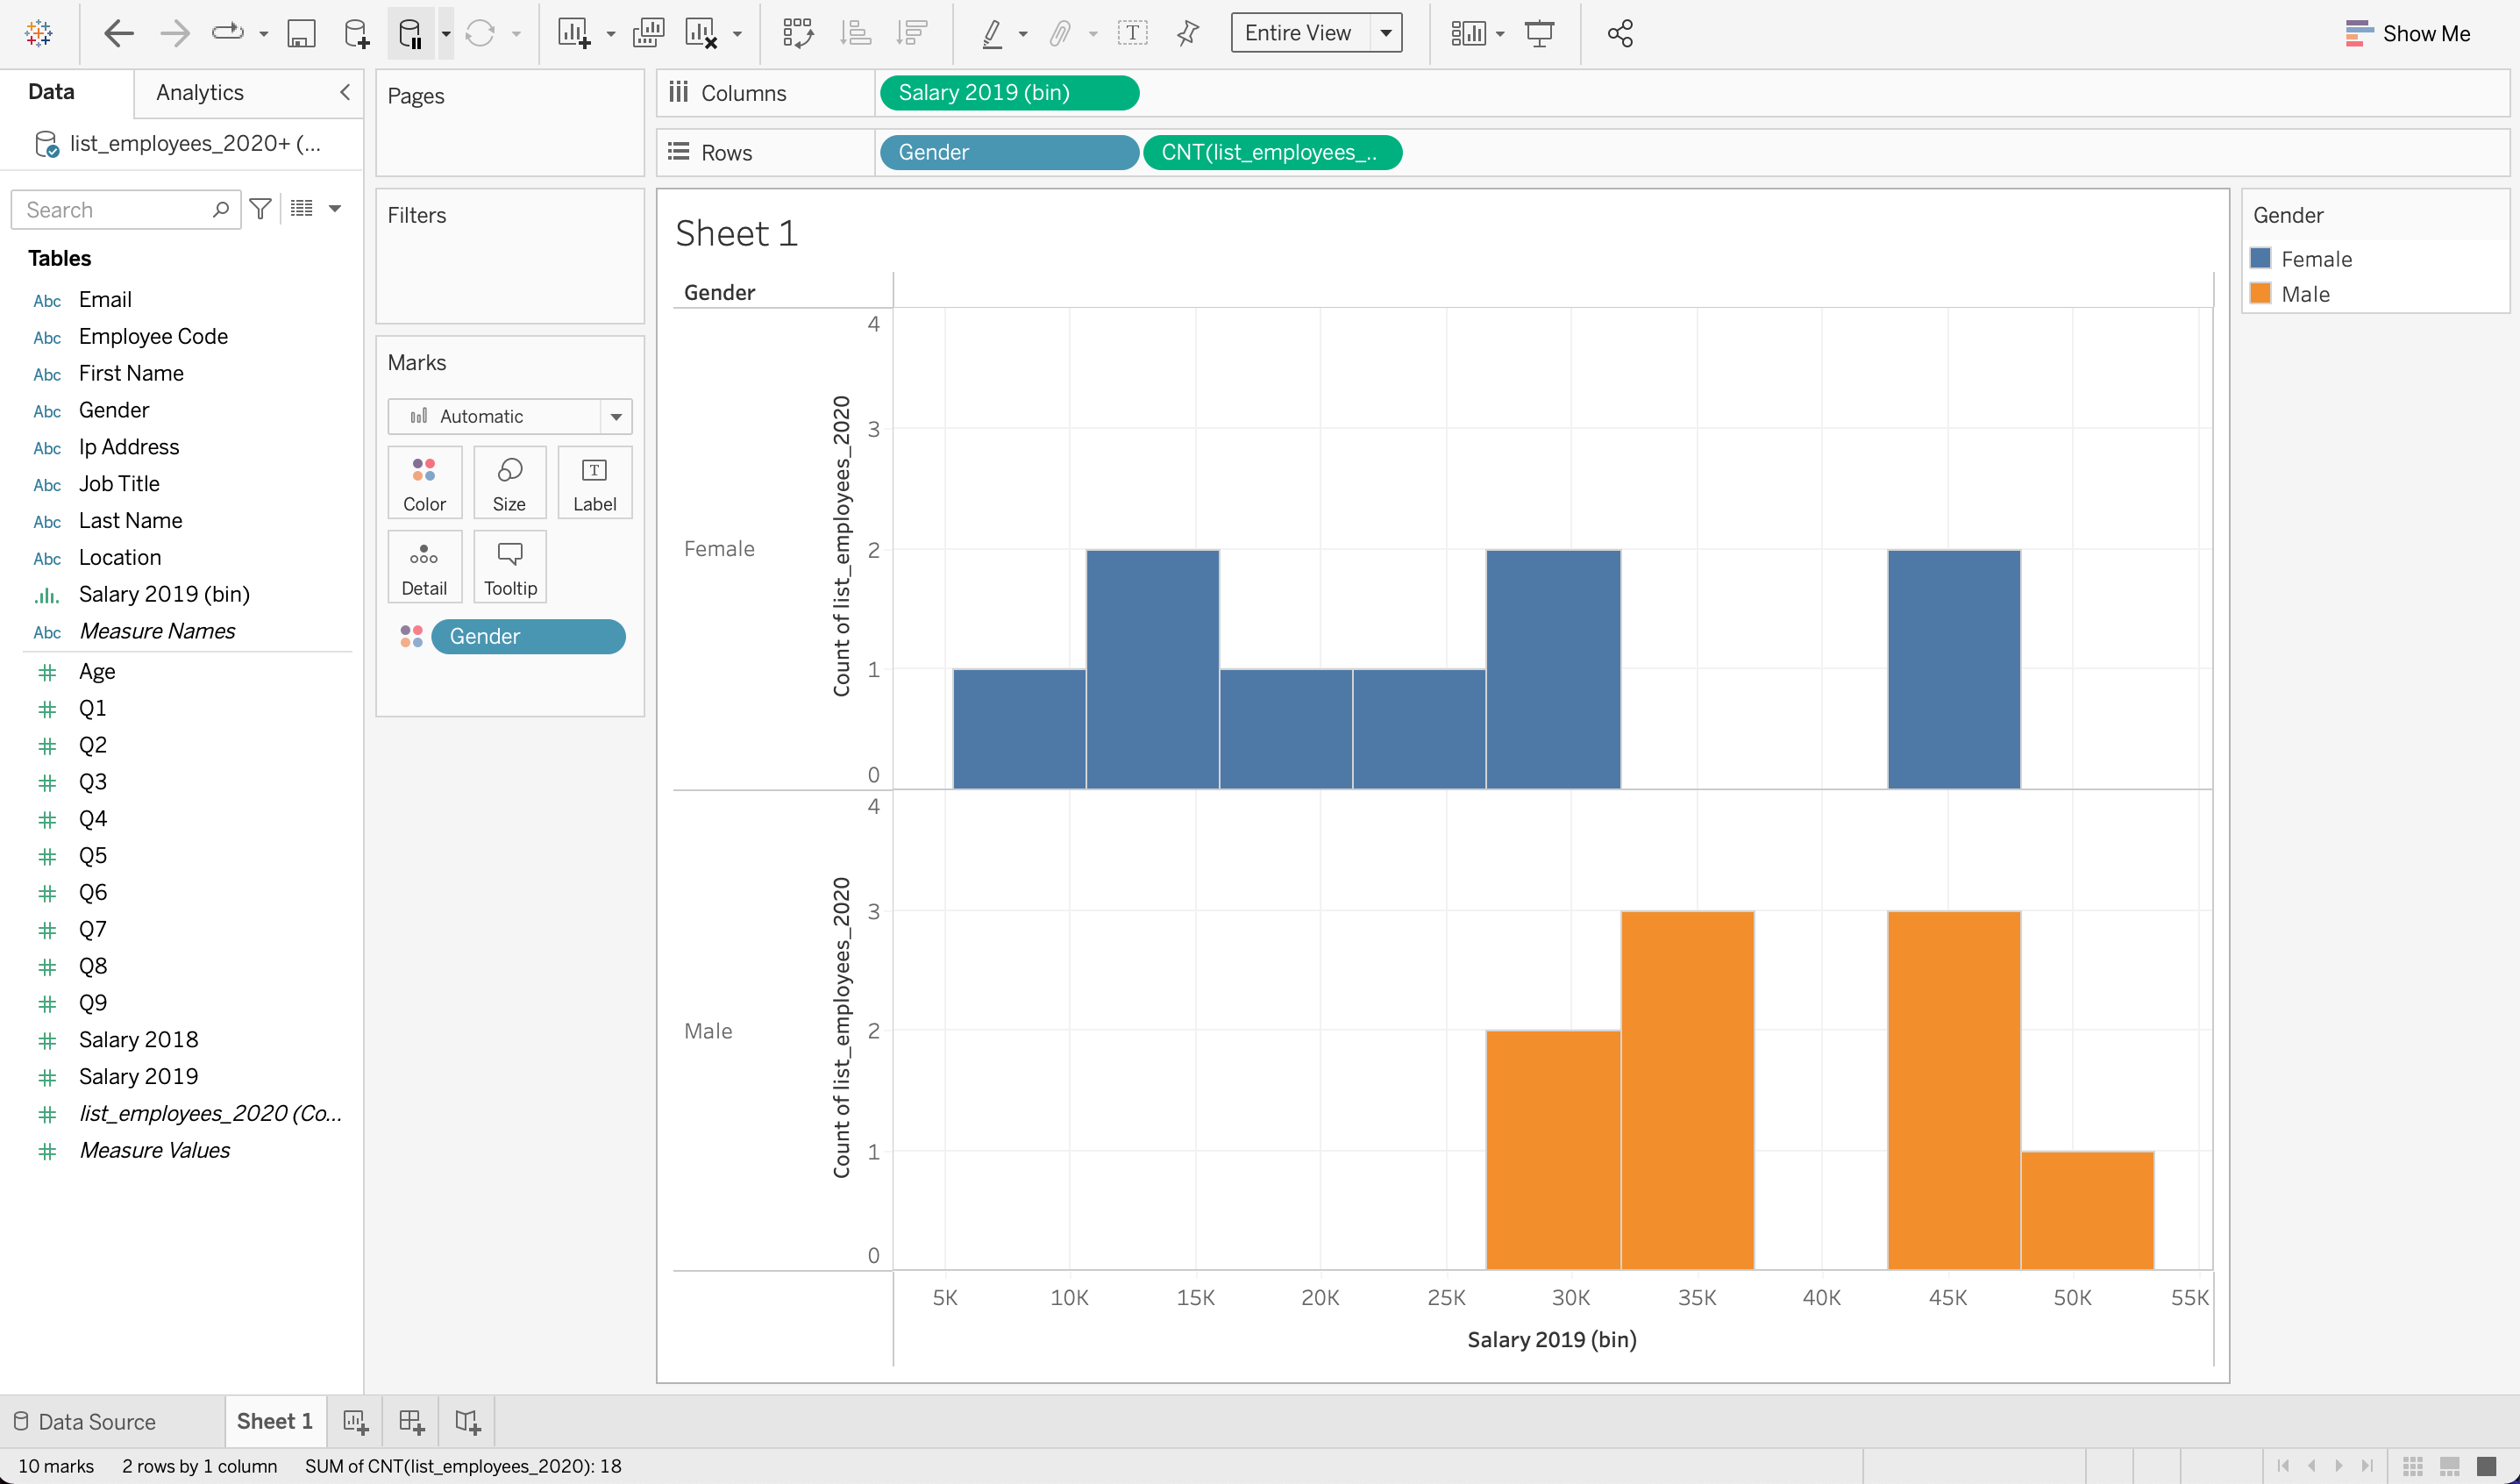 Entire View
Show Me
Data
Analytics
list_employees_2020+ (...
Search
Tables
Abc Email
Abc Employee Code
Abc First Name
Abc Gender
Abc Ip Address
Abc Job Title
Abc Last Name
Abc Location
Salary 2019 (bin)
Abc Measure Names
Age
Q1
Q2
Q3
Q4
Q5
Q6
Q7
Q8
Q9
Salary 2018
Salary 2019
list_employees_2020 (Co...
Measure Values
Pages
Filters
Marks
Automatic
Color Size Label
Detail Tooltip
Gender
Columns Salary 2019 (bin)
Rows Gender CNT(list_employees_..
Sheet 1
Gender
Female
Count of list_employees_2020
4
3
2
1
0
Male
Count of list_employees_2020
4
3
2
1
0
5K 10K 15K 20K 25K 30K 35K 40K 45K 50K 55K
Salary 2019 (bin)
Gender
Female
Male
Data Source
Sheet 1
10 marks 2 rows by 1 column SUM of CNT(list_employees_2020): 18